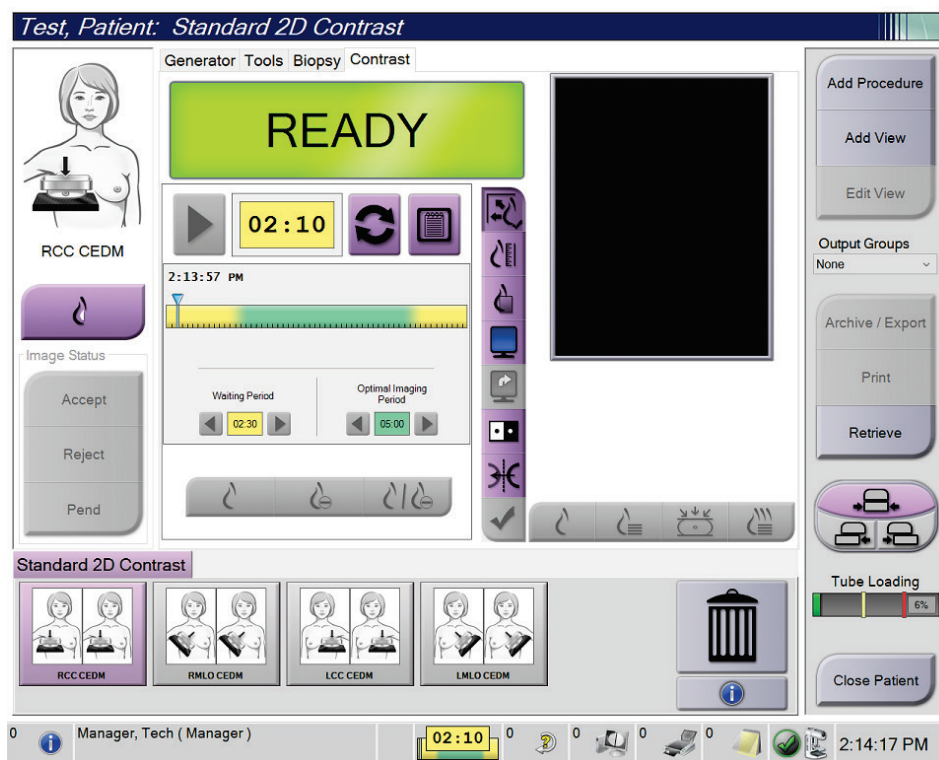 Test, Patient:  Standard 2D Contrast
Generator Tools Biopsy Contrast
READY
RCC CEDM
02:10
2:13:57 PM
Waiting Period
02:30
Optimal Imaging
Period
05:00
Image Status
Accept
Reject
Pend
Add Procedure
Add View
Edit View
Output Groups
None
Archive / Export
Print
Retrieve
Tube Loading
6%
Close Patient
Standard 2D Contrast
RCC CEDM
RMLO CEDM
LCC CEDM
LMLO CEDM
0 Manager, Tech ( Manager ) 02:10 0 0 0 0 2:14:17 PM